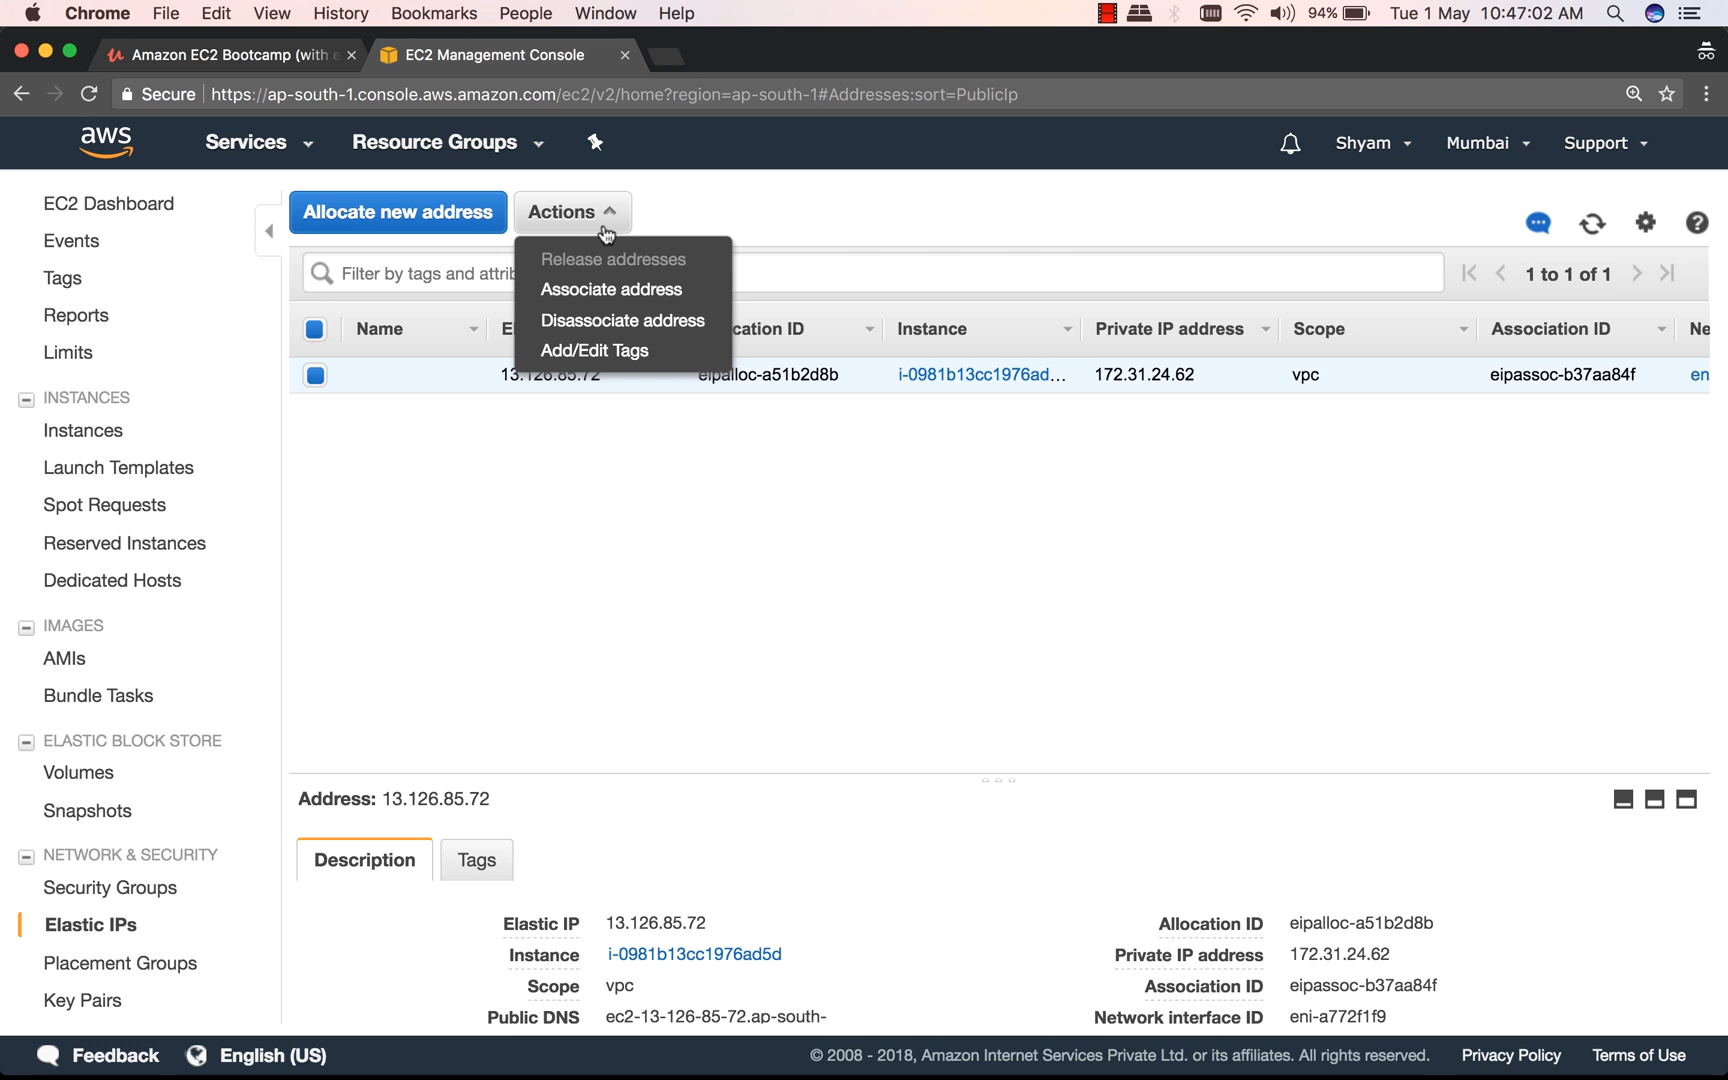 Chrome File Edit View History Bookmarks People Window Help 94% Tue 1 May 10:47:02 AM
Amazon EC2 Bootcamp (with e EC2 Management Console
Secure https://ap-south-1.console.aws.amazon.com/ec2/v2/home?region=ap-south-1#Addresses:sort=PublicIp
aws Services Resource Groups Shyam Mumbai Support
EC2 Dashboard
Events
Tags
Reports
Limits
INSTANCES
Instances
Launch Templates
Spot Requests
Reserved Instances
Dedicated Hosts
IMAGES
AMIs
Bundle Tasks
ELASTIC BLOCK STORE
Volumes
Snapshots
NETWORK & SECURITY
Security Groups
Elastic IPs
Placement Groups
Key Pairs
Allocate new address Actions
Release addresses
Associate address
Disassociate address
Add/Edit Tags
Filter by tags and attrib 1 to 1 of 1
Name E cation ID Instance Private IP address Scope Association ID Ne
13.126.85.72 eipalloc-a51b2d8b i-0981b13cc1976ad... 172.31.24.62 vpc eipassoc-b37aa84f en
Address: 13.126.85.72
Description Tags
Elastic IP 13.126.85.72 Allocation ID eipalloc-a51b2d8b
Instance i-0981b13cc1976ad5d Private IP address 172.31.24.62
Scope vpc Association ID eipassoc-b37aa84f
Public DNS ec2-13-126-85-72.ap-south- Network interface ID eni-a772f1f9
Feedback English (US) © 2008 - 2018, Amazon Internet Services Private Ltd. or its affiliates. All rights reserved. Privacy Policy Terms of Use